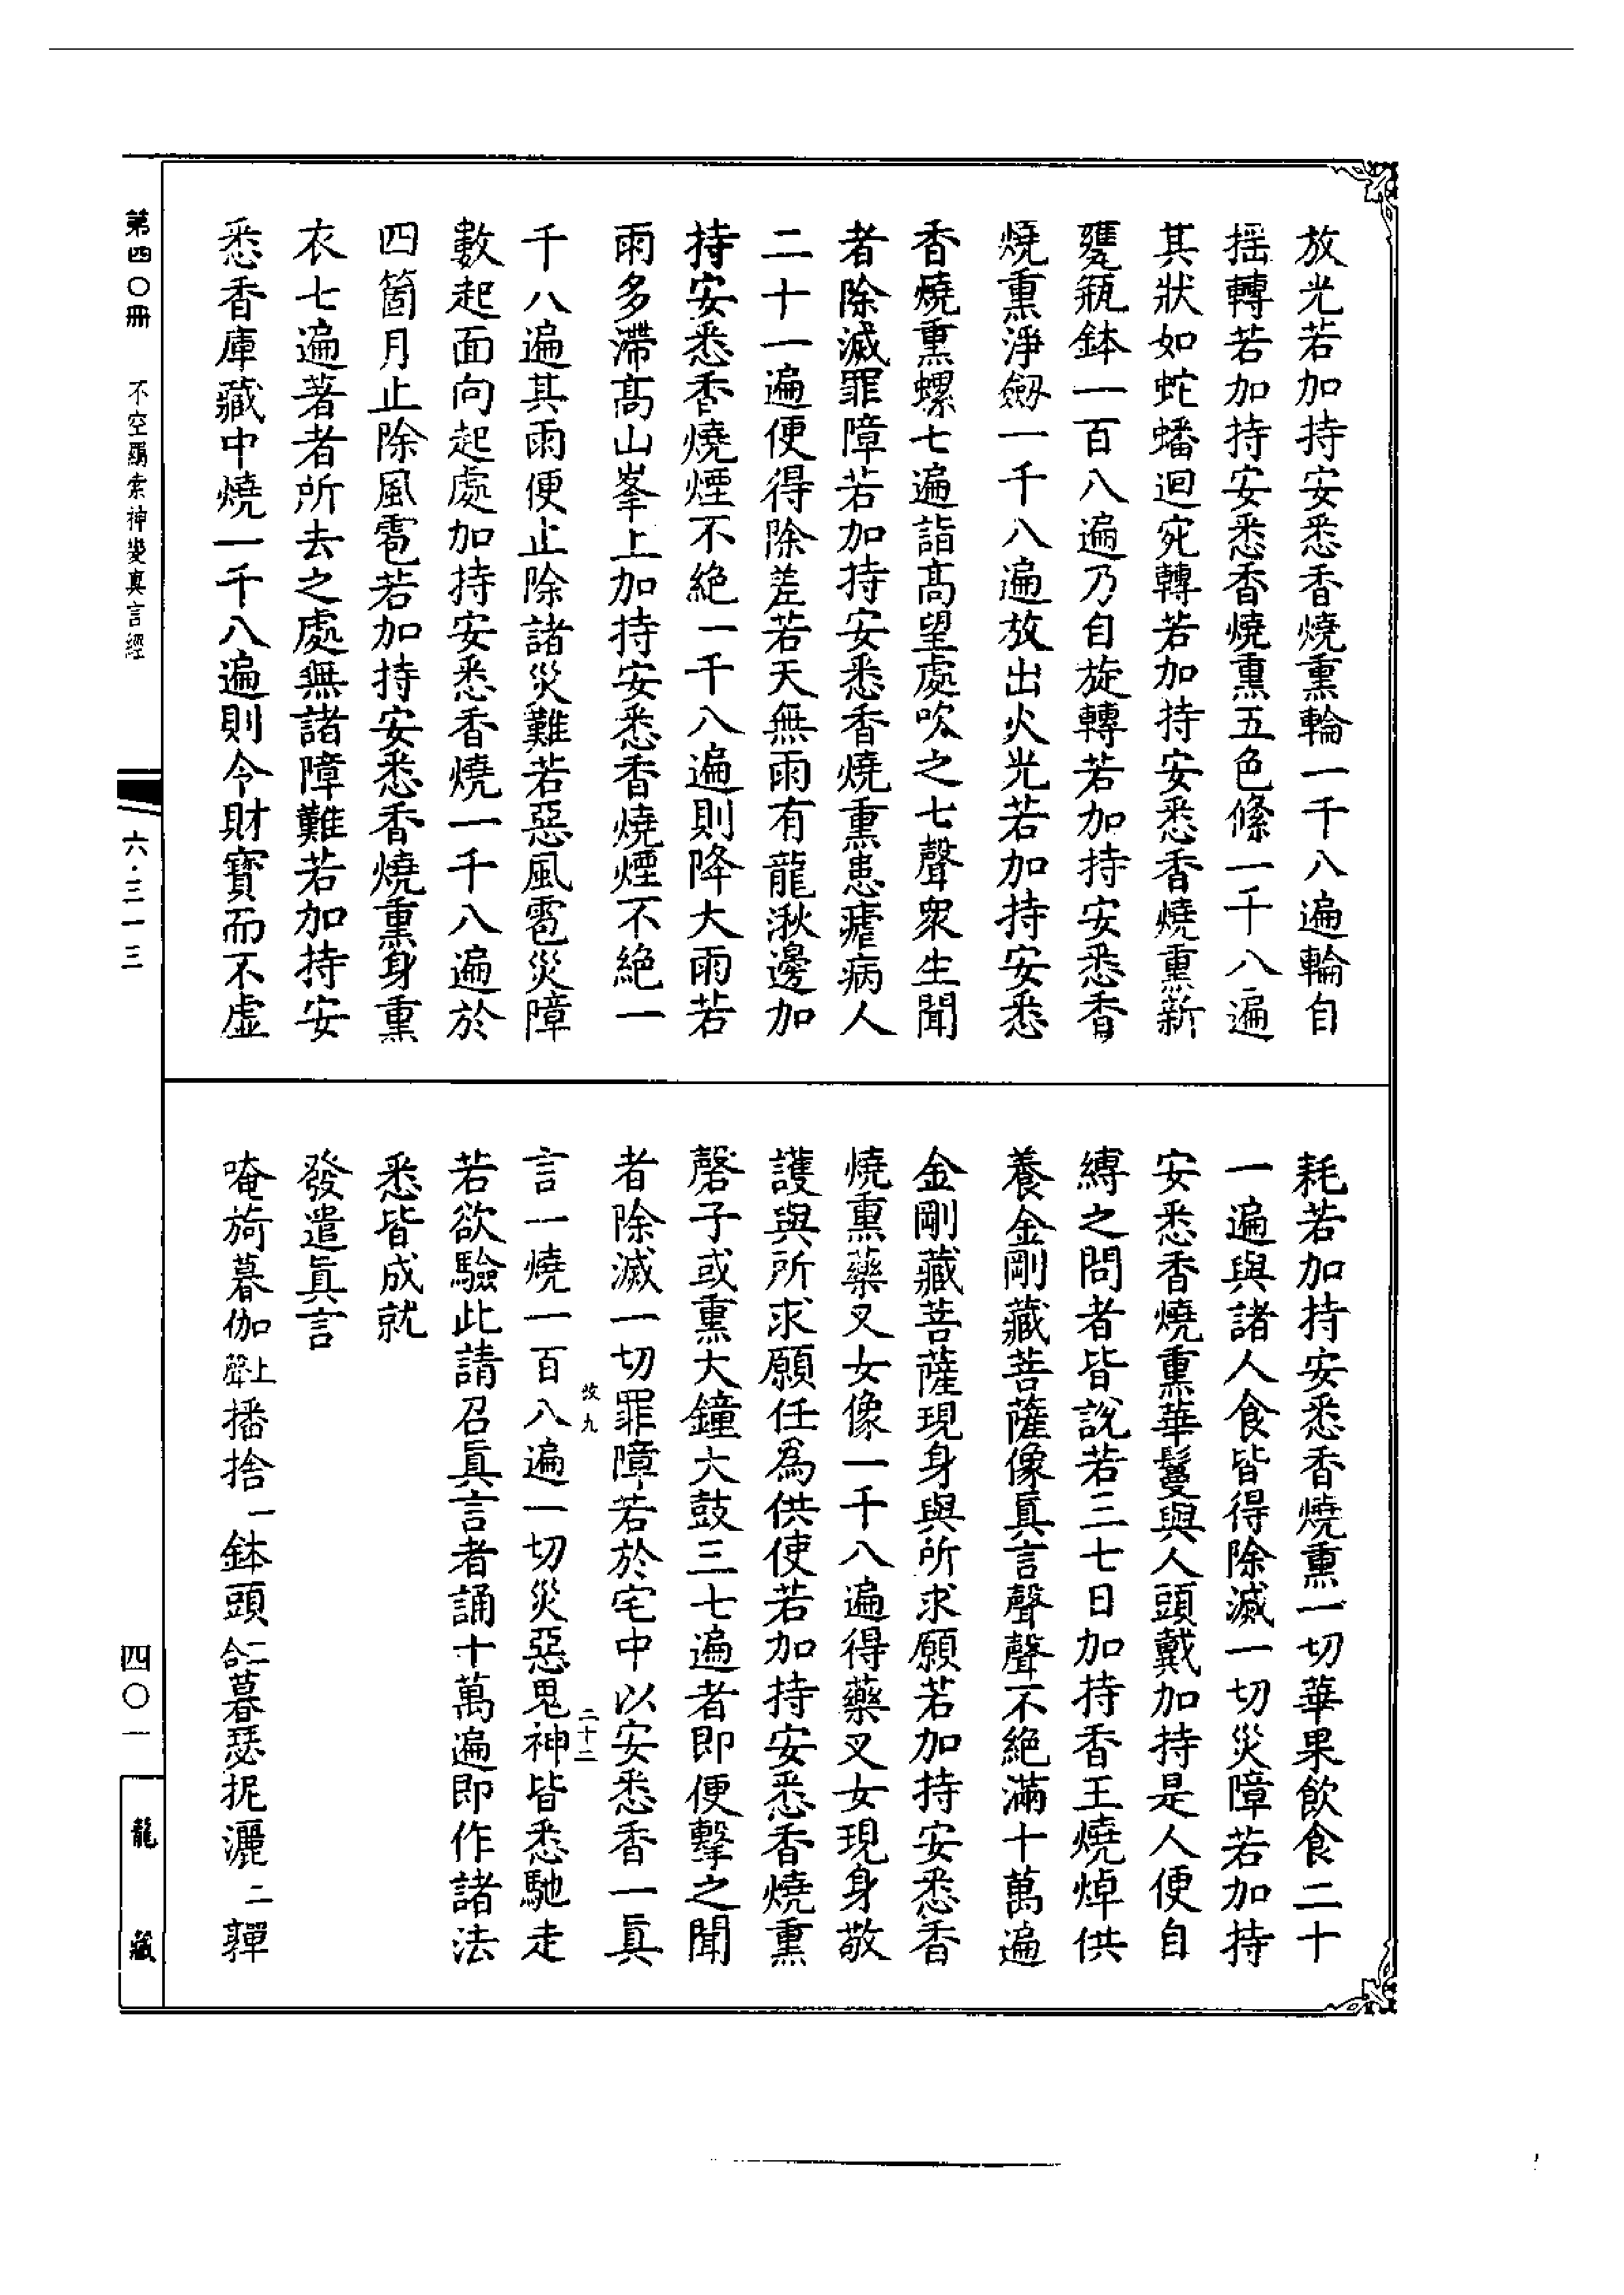 放光若加持安悉香燒熏輪一千八遍輪自
搖轉若加持安悉香燒熏五色絛一千八遍
其狀如蛇蟠迴宛轉若加持安悉香燒熏新
甕瓶鉢一百八遍乃自旋轉若加持安悉香
燒熏淨劔一千八遍放出火光若加持安悉
香燒熏螺七遍詣高望處吹之七聲衆生聞
者除滅罪障若加持安悉香燒熏患瘧病人
二十一遍便得除差若天無雨有龍湫邊加
持安悉香燒煙不絶一千八遍則降大雨若
雨多滯高山峯上加持安悉香燒煙不絶一
千八遍其雨便止除諸災難若惡風雹災障
數起面向起處加持安悉香燒一千八遍於
四箇月止除風雹若加持安悉香燒熏身熏
衣七遍著者所去之處無諸障難若加持安
悉香庫藏中燒一千八遍則令財寶而不虛
耗若加持安悉香燒熏一切華果飲食二十
一遍與諸人食皆得除滅一切災障若加持
安悉香燒熏華鬘與人頭戴加持是人便自
縛之問者皆說若三七日加持香王燒焯供
養金剛藏菩薩像真言聲聲不絶滿十萬遍
金剛藏菩薩現身與所求願若加持安悉香
燒熏藥叉女像一千八遍得藥叉女現身敬
護與所求願任爲供使若加持安悉香燒熏
磬子或熏大鐘大鼓三七遍者即便擊之聞
者除滅一切罪障若於宅中以安悉香一真
言一燒一百八遍一切災惡鬼神皆悉馳走
若欲驗此請召真言者誦十萬遍即作諸法
悉皆成就
發遣真言
唵旖暮伽上聲播捨一鉢頭二合暮瑟抳灑二彈
二十二
第四〇冊 不空羂索神變真言經
六·三一三
四〇一
龍藏